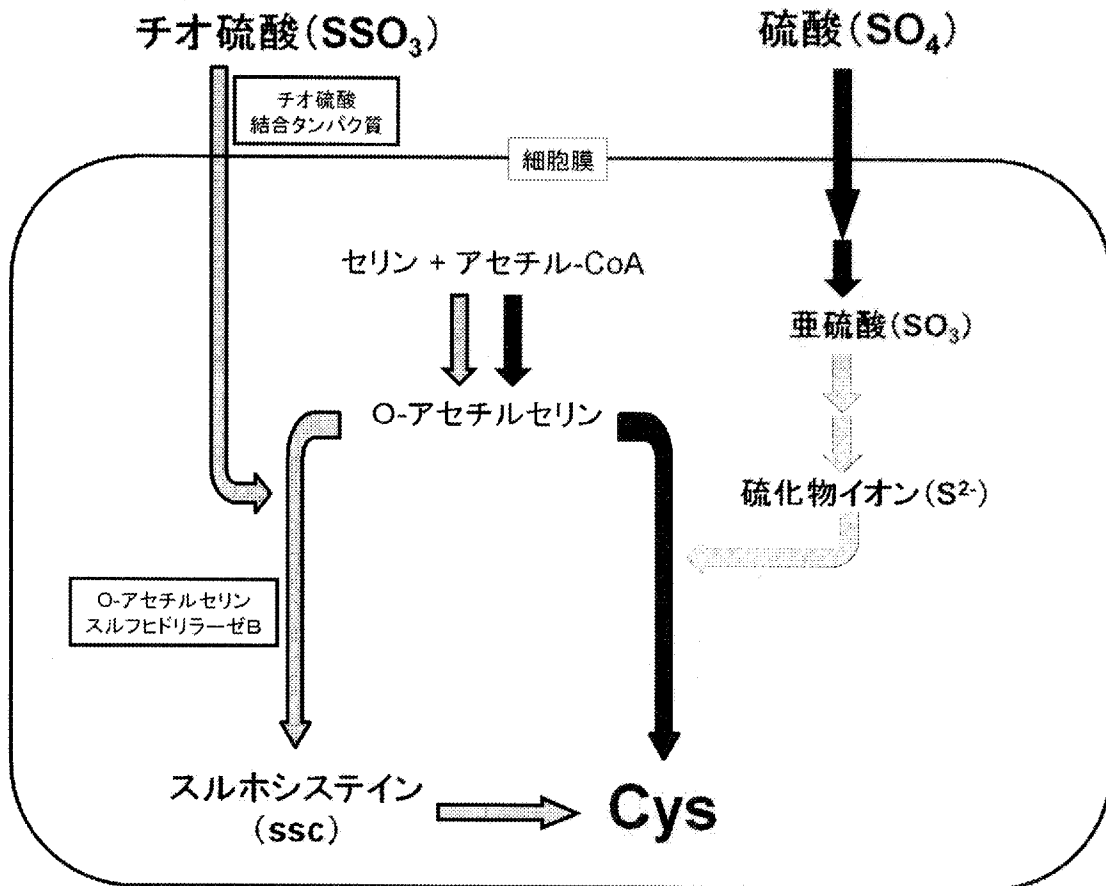 チオ硫酸(SSO₃)
硫酸(SO₄)
チオ硫酸
結合タンパク質
細胞膜
セリン + アセチル-CoA
亜硫酸(SO₃)
O-アセチルセリン
硫化物イオン(S²⁻)
O-アセチルセリン
スルフヒドリラーゼB
スルホシステイン
(ssc)
Cys